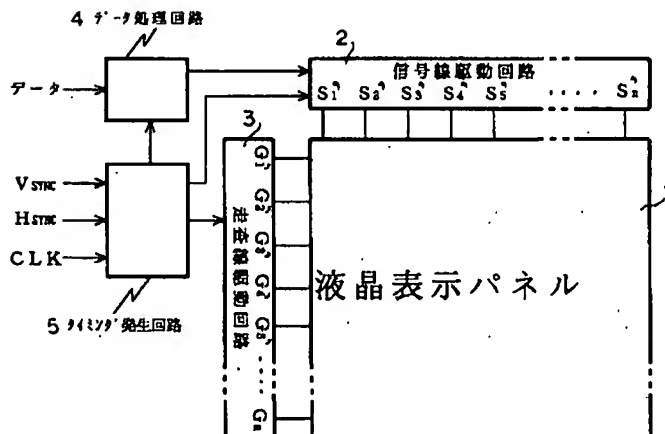 4 データ処理回路
2
信号線駆動回路
データ
S₁' S₂' S₃' S₄' S₅' ‥‥ Sn'
3
VSYNC
HSYNC
CLK
G₁'
G₂'
G₃'
G₄'
G₅'
‥‥
Gn
走査線駆動回路
液晶表示パネル
5 タイミング発生回路